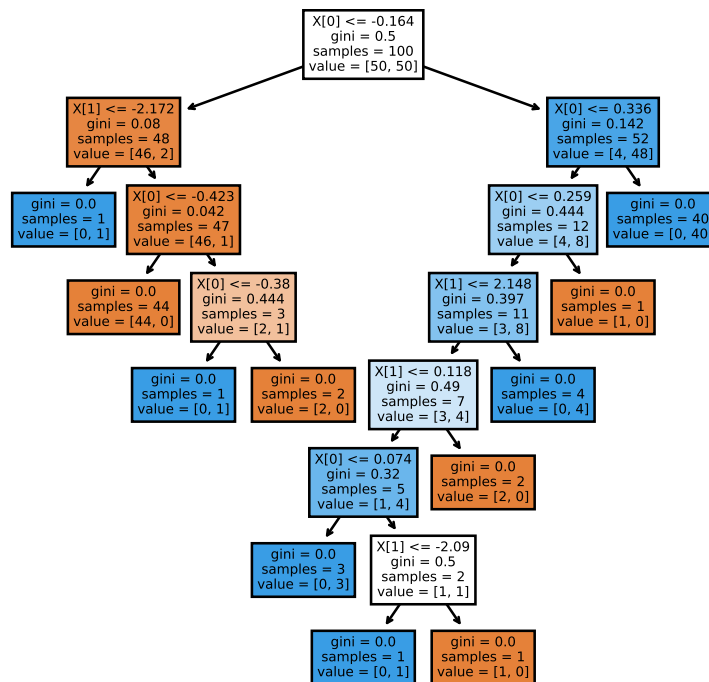 X[0] <= -0.164
gini = 0.5
samples = 100
value = [50, 50]
X[1] <= -2.172
gini = 0.08
samples = 48
value = [46, 2]
X[0] <= 0.336
gini = 0.142
samples = 52
value = [4, 48]
gini = 0.0
samples = 1
value = [0, 1]
X[0] <= -0.423
gini = 0.042
samples = 47
value = [46, 1]
X[0] <= 0.259
gini = 0.444
samples = 12
value = [4, 8]
gini = 0.0
samples = 40
value = [0, 40]
gini = 0.0
samples = 44
value = [44, 0]
X[0] <= -0.38
gini = 0.444
samples = 3
value = [2, 1]
X[1] <= 2.148
gini = 0.397
samples = 11
value = [3, 8]
gini = 0.0
samples = 1
value = [1, 0]
gini = 0.0
samples = 1
value = [0, 1]
gini = 0.0
samples = 2
value = [2, 0]
X[1] <= 0.118
gini = 0.49
samples = 7
value = [3, 4]
gini = 0.0
samples = 4
value = [0, 4]
X[0] <= 0.074
gini = 0.32
samples = 5
value = [1, 4]
gini = 0.0
samples = 2
value = [2, 0]
gini = 0.0
samples = 3
value = [0, 3]
X[1] <= -2.09
gini = 0.5
samples = 2
value = [1, 1]
gini = 0.0
samples = 1
value = [0, 1]
gini = 0.0
samples = 1
value = [1, 0]